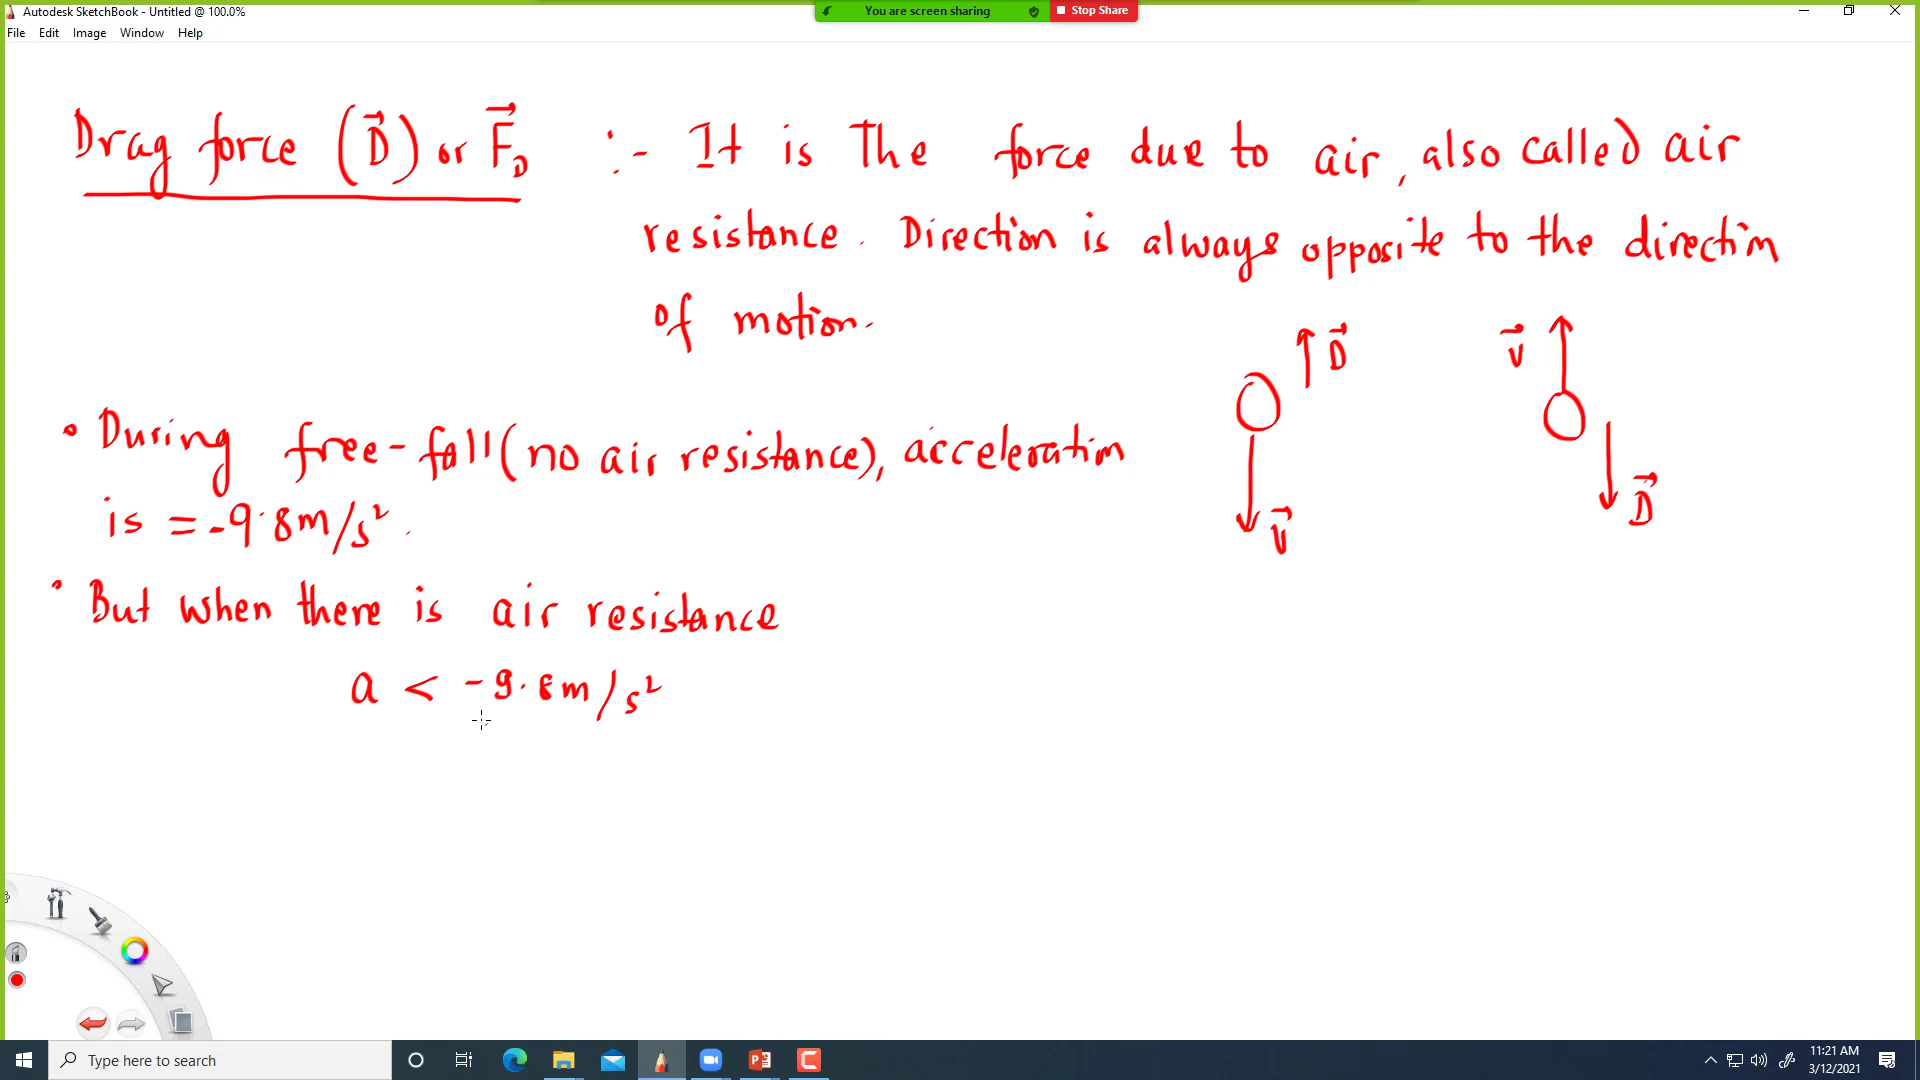 Autodesk SketchBook - Untitled @ 100.0%
You are screen sharing
Stop Share
File Edit Image Window Help
Drag force (D⃗) or F⃗_D :- It is The force due to air, also called air
resistance. Direction is always opposite to the direction
of motion.
D⃗
v⃗
• During free-fall (no air resistance), acceleration
is = -9.8m/s².
v⃗
D⃗
• But when there is air resistance
a < -9.8m/s²
Type here to search
11:21 AM
3/12/2021